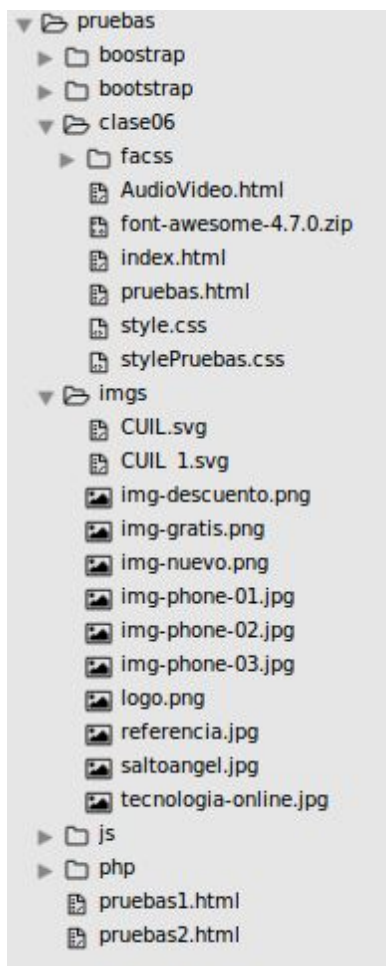 pruebas
boostrap
bootstrap
clase06
facss
AudioVideo.html
font-awesome-4.7.0.zip
index.html
pruebas.html
style.css
stylePruebas.css
imgs
CUIL.svg
CUIL 1.svg
img-descuento.png
img-gratis.png
img-nuevo.png
img-phone-01.jpg
img-phone-02.jpg
img-phone-03.jpg
logo.png
referencia.jpg
saltoangel.jpg
tecnologia-online.jpg
js
php
pruebas1.html
pruebas2.html